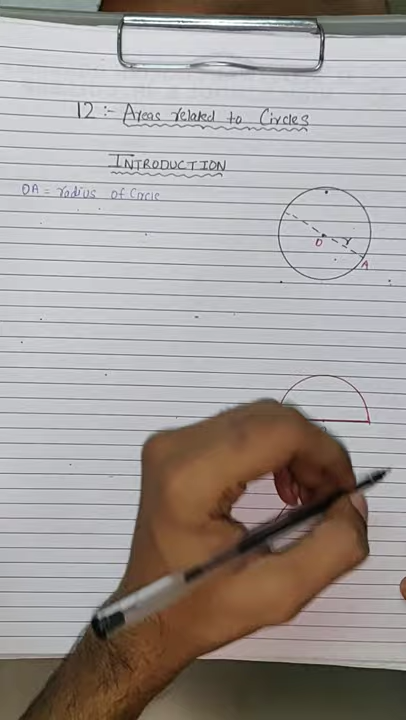 12 :- Areas related to Circles
INTRODUCTION
OA = radius of Circle
O
r
A